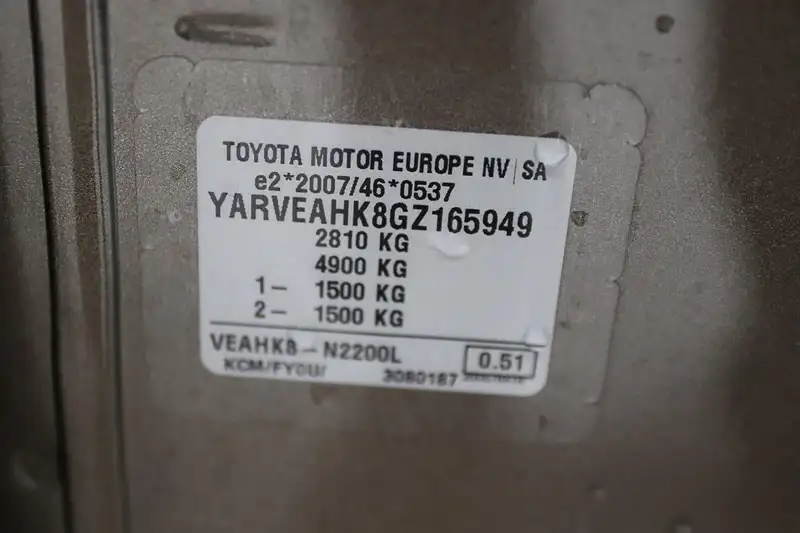 TOYOTA MOTOR EUROPE NV|SA
e2*2007/46*0537
YARVEAHK8GZ165949
2810 KG
4900 KG
1- 1500 KG
2- 1500 KG
VEAHK8-N2200L 0.51
KCM/FY0U/ 3080187